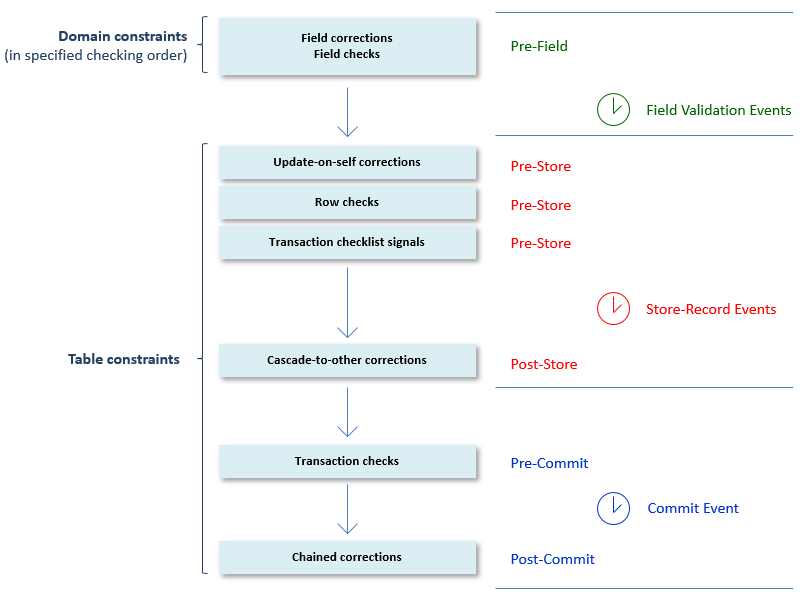 Domain constraints
(in specified checking order)
Field corrections
Field checks
Pre-Field
Field Validation Events
Update-on-self corrections
Pre-Store
Row checks
Pre-Store
Transaction checklist signals
Pre-Store
Store-Record Events
Table constraints
Cascade-to-other corrections
Post-Store
Transaction checks
Pre-Commit
Commit Event
Chained corrections
Post-Commit